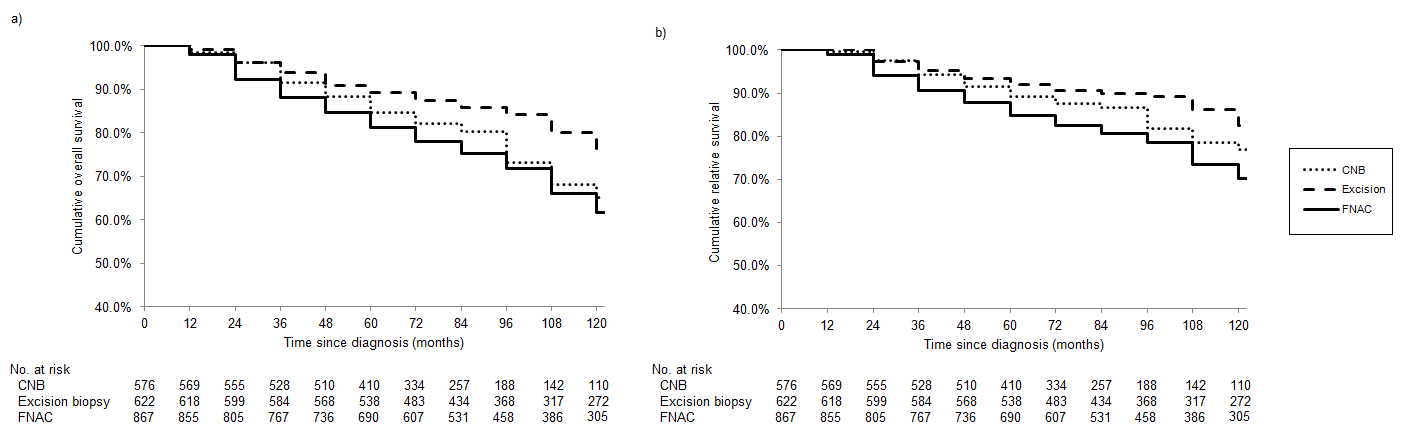 a)
100.0%
90.0%
80.0%
70.0%
60.0%
50.0%
40.0%
Cumulative overall survival
0 12 24 36 48 60 72 84 96 108 120
Time since diagnosis (months)
No. at risk
CNB 576 569 555 528 510 410 334 257 188 142 110
Excision biopsy 622 618 599 584 568 538 483 434 368 317 272
FNAC 867 855 805 767 736 690 607 531 458 386 305
b)
100.0%
90.0%
80.0%
70.0%
60.0%
50.0%
40.0%
Cumulative relative survival
0 12 24 36 48 60 72 84 96 108 120
Time since diagnosis (months)
No. at risk
CNB 576 569 555 528 510 410 334 257 188 142 110
Excision biopsy 622 618 599 584 568 538 483 434 368 317 272
FNAC 867 855 805 767 736 690 607 531 458 386 305
CNB
Excision
FNAC